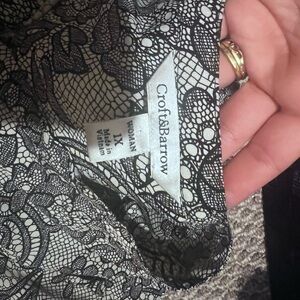 Croft&Barrow
WOMAN
1X
Made in
Vietnam